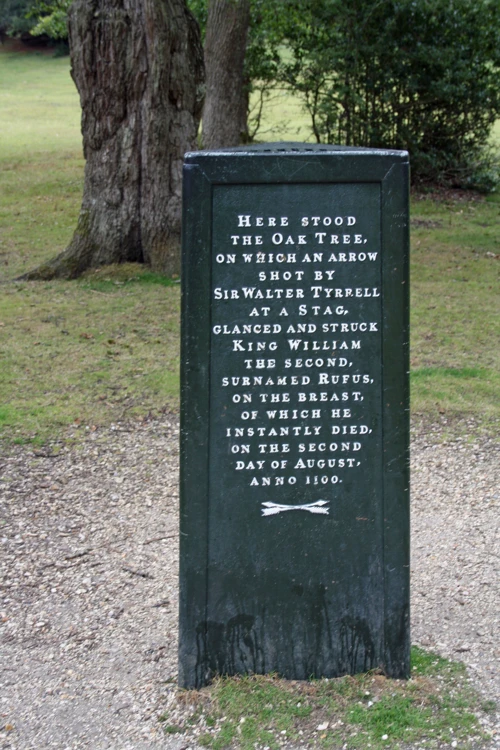 HERE STOOD
THE OAK TREE,
ON WHICH AN ARROW
SHOT BY
SIR WALTER TYRRELL
AT A STAG,
GLANCED AND STRUCK
KING WILLIAM
THE SECOND,
SURNAMED RUFUS,
ON THE BREAST,
OF WHICH HE
INSTANTLY DIED,
ON THE SECOND
DAY OF AUGUST,
ANNO 1100.